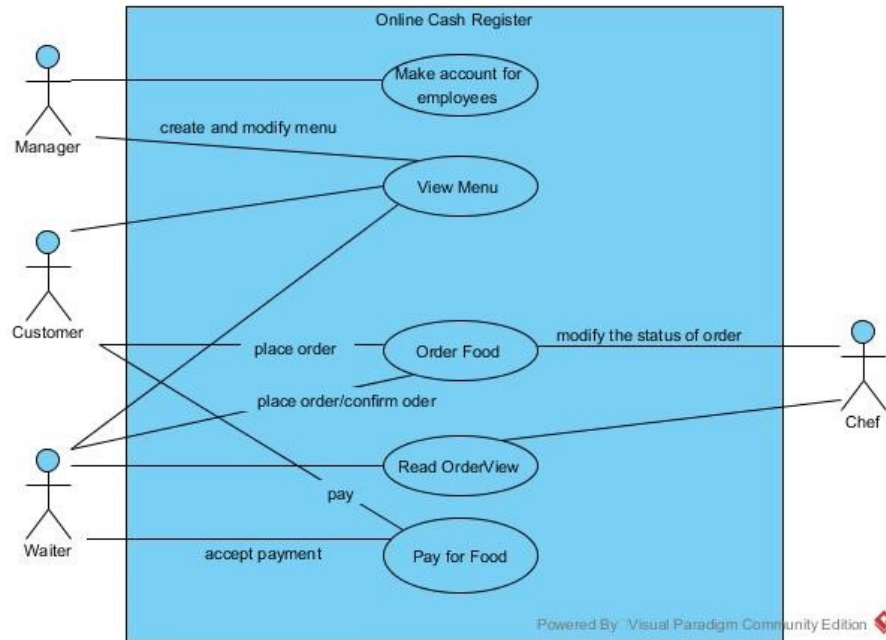 Online Cash Register
Make account for
employees
Manager
create and modify menu
View Menu
Customer
place order
Order Food
modify the status of order
place order/confirm oder
Chef
Read OrderView
pay
Waiter
accept payment
Pay for Food
Powered By Visual Paradigm Community Edition